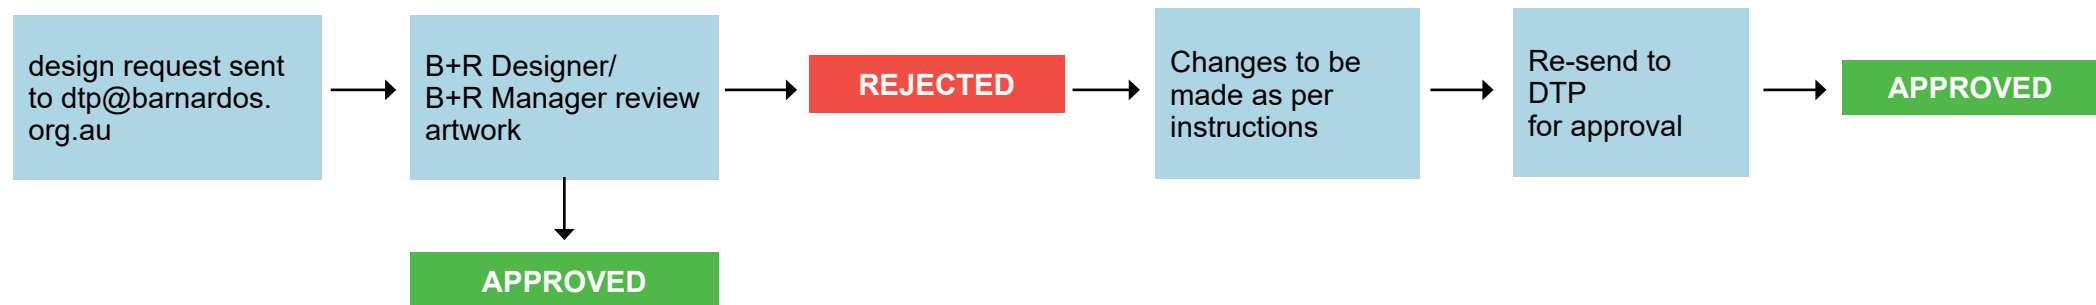 design request sent
to dtp@barnardos.
org.au
B+R Designer/
B+R Manager review
artwork
REJECTED
Changes to be
made as per
instructions
Re-send to
DTP
for approval
APPROVED
APPROVED